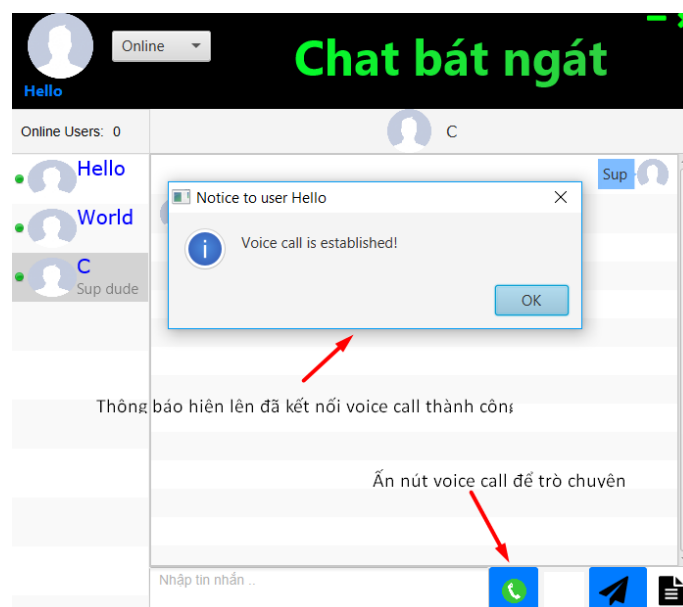 Online
Chat bát ngát
Hello
Online Users: 0
C
Hello
World
C
Sup dude
Sup
Notice to user Hello
Voice call is established!
OK
Thông báo hiện lên đã kết nối voice call thành công
Ấn nút voice call để trò chuyện
Nhập tin nhắn ..